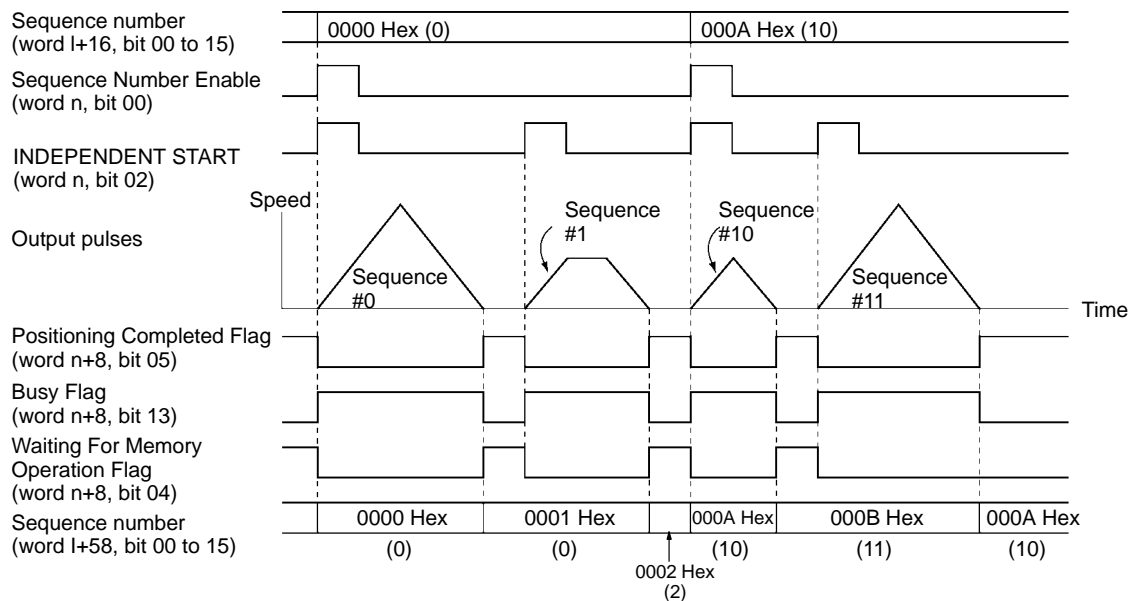 Sequence number
(word l+16, bit 00 to 15)
0000 Hex (0)
000A Hex (10)
Sequence Number Enable
(word n, bit 00)
INDEPENDENT START
(word n, bit 02)
Speed
Output pulses
Sequence
#0
Sequence
#1
Sequence
#10
Sequence
#11
Time
Positioning Completed Flag
(word n+8, bit 05)
Busy Flag
(word n+8, bit 13)
Waiting For Memory
Operation Flag
(word n+8, bit 04)
Sequence number
(word l+58, bit 00 to 15)
0000 Hex
0001 Hex
000A Hex
000B Hex
000A Hex
(0)
(0)
(10)
(11)
(10)
0002 Hex
(2)